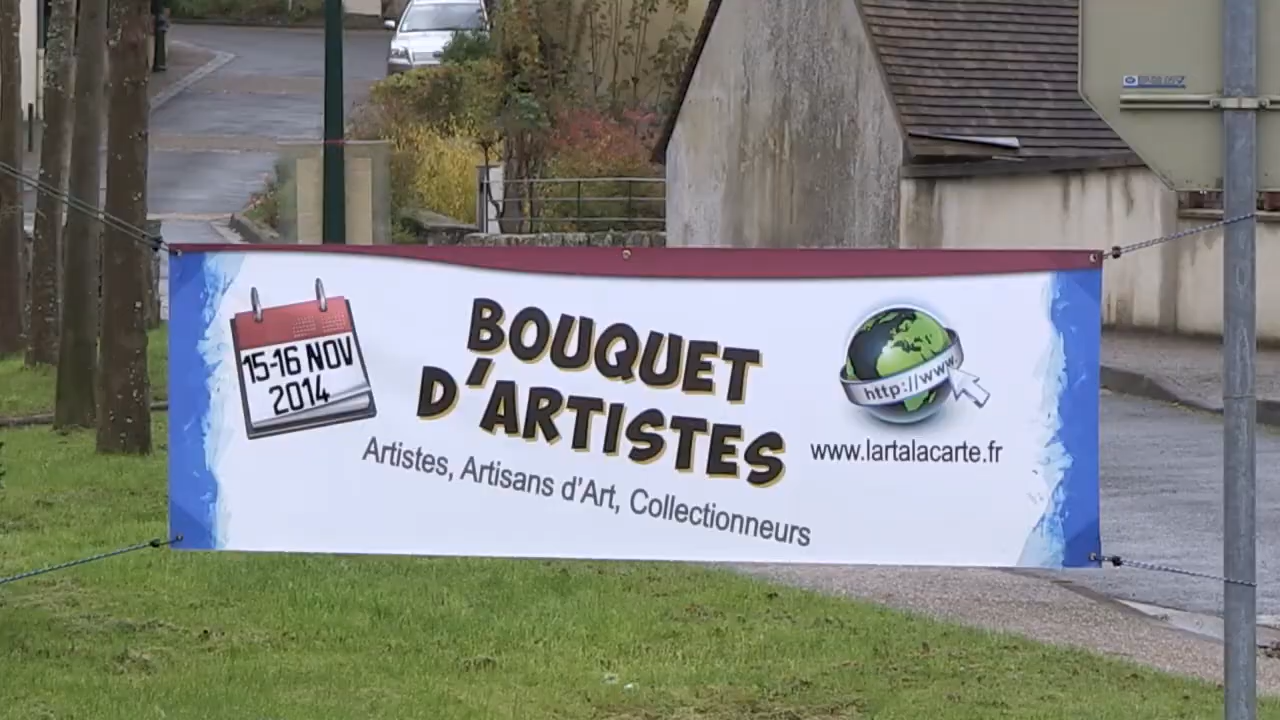 15-16 NOV
2014
BOUQUET
D'ARTISTES
Artistes, Artisans d'Art, Collectionneurs
http://www.
www.lartalacarte.fr